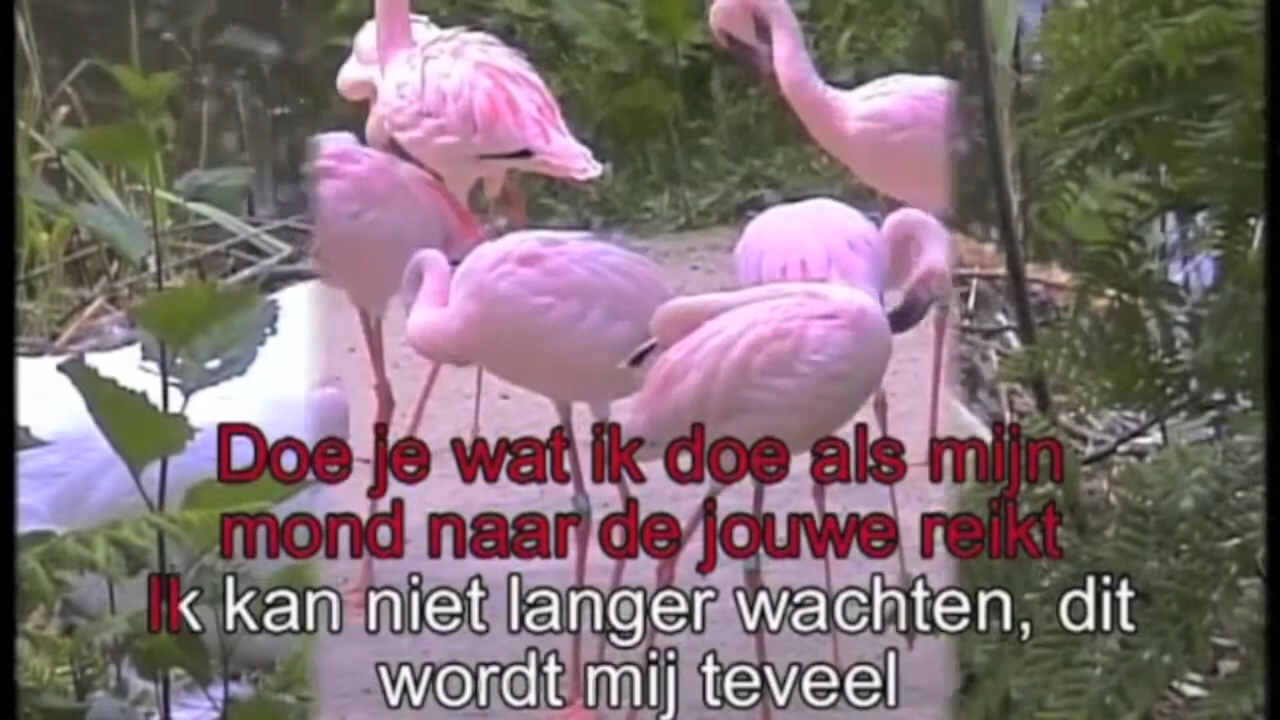 Doe je wat ik doe als mijn
mond naar de jouwe reikt
Ik kan niet langer wachten, dit
wordt mij teveel